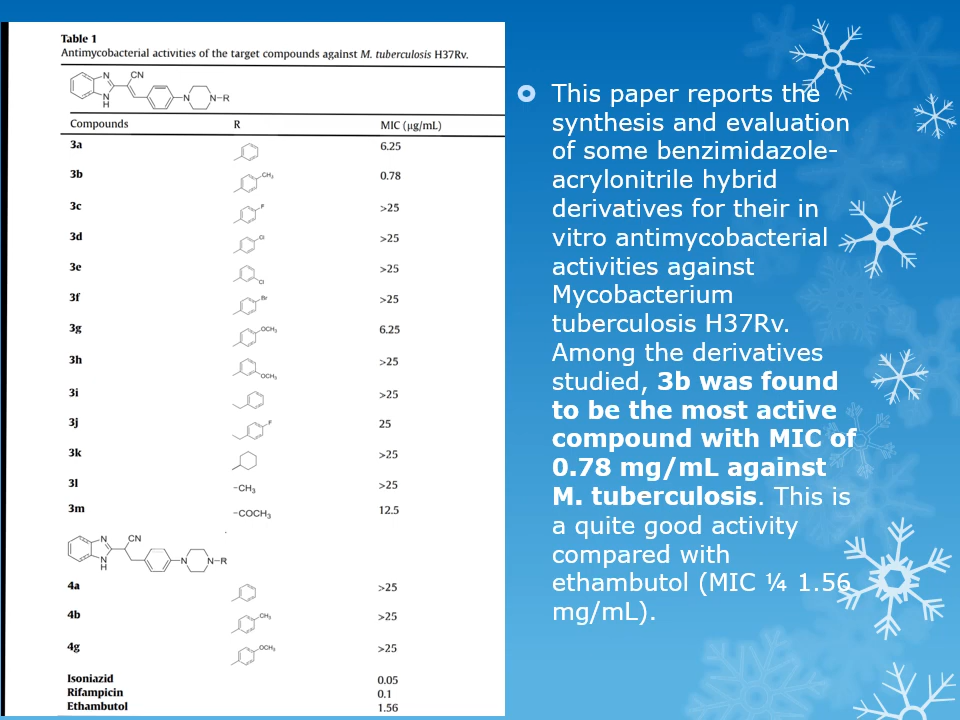 Table 1
Antimycobacterial activities of the target compounds against M. tuberculosis H37Rv.
N CN
N N N–R
H
Compounds R MIC (μg/mL)
3a 6.25
3b CH₃ 0.78
3c F >25
3d Cl >25
3e Cl >25
3f Br >25
3g OCH₃ 6.25
3h OCH₃ >25
3i >25
3j F 25
3k >25
3l –CH₃ >25
3m –COCH₃ 12.5
N CN
N N N–R
H
4a >25
4b CH₃ >25
4g OCH₃ >25
Isoniazid 0.05
Rifampicin 0.1
Ethambutol 1.56
This paper reports the
synthesis and evaluation
of some benzimidazole-
acrylonitrile hybrid
derivatives for their in
vitro antimycobacterial
activities against
Mycobacterium
tuberculosis H37Rv.
Among the derivatives
studied, 3b was found
to be the most active
compound with MIC of
0.78 mg/mL against
M. tuberculosis. This is
a quite good activity
compared with
ethambutol (MIC ¼ 1.56
mg/mL).